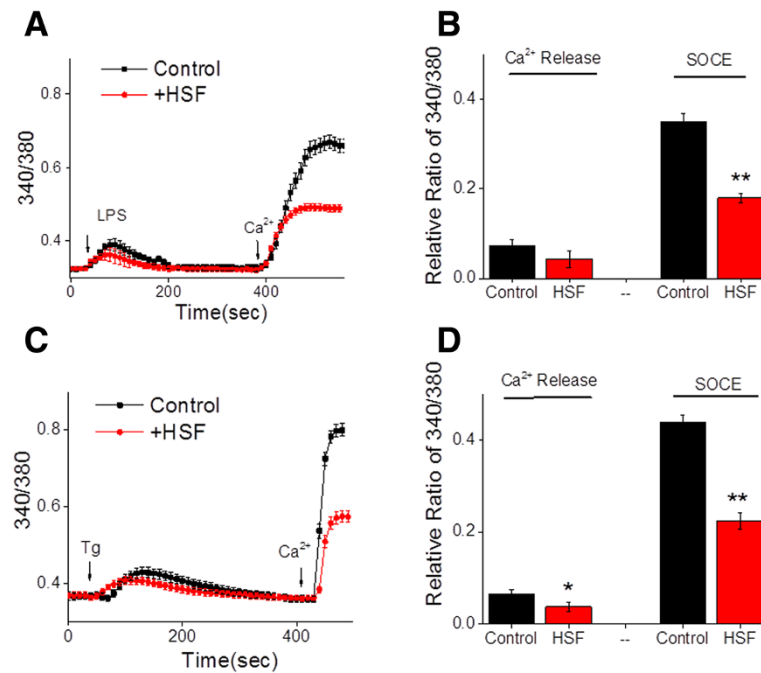 A
Control
+HSF
340/380
0.8
0.6
0.4
LPS
Ca²⁺
0
200
400
Time(sec)
B
Ca²⁺ Release
SOCE
Relative Ratio of 340/380
0.4
0.2
0.0
**
Control HSF -- Control HSF
C
Control
+HSF
340/380
0.8
0.6
0.4
Tg
Ca²⁺
0
200
400
Time(sec)
D
Ca²⁺ Release
SOCE
Relative Ratio of 340/380
0.4
0.2
0.0
*
**
Control HSF -- Control HSF